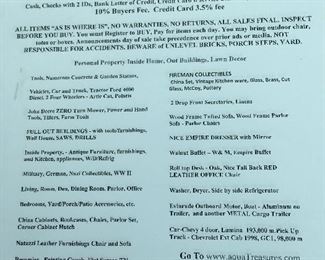 Cash, Checks with 2 IDs, Bank Letter of Credit, Credit Card
10% Buyers Fee. Credit Card 3.5% fee
ALL ITEMS "AS IS WHERE IS", NO WARRANTIES, NO RETURNS, ALL SALES FINAL. INSPECT
BEFORE YOU BUY. You must Register to BUY, Pay for items each day. You may bring outdoor chair,
totes or boxes. Announcements day of sale take precedence over prior ads or media. NOT
RESPONSIBLE FOR ACCIDENTS. BEWARE of UNLEVEL BRICKS, PORCH STEPS, YARD.
Personal Property Inside Home, Out Buildings, Lawn Decor
Tools, Numerous Concrete & Garden Statues,
Vehicles, Car and Truck, Tractor Ford 4000
Diesel, 2 Four Winders - Artic Cat, Polaris
John Deere ZERO Turn Mower, Power and Hand
Tools, Tillers, Farm Tools
FULL OUT BUILDINGS - with tools/furnishings,
Wolf House, SAWS, DRILLS
Inside Property, - Antique Furniture, furnishings,
and Kitchen, appliances, Wifi/Refrig
Military, German, Nazi Collectibles, WW II
Living, Room, Den, Dining Room, Parlor, Office
Bedrooms, Yard/Porch/Patio Accessories, etc.
China Cabinets, Bookcases, Chairs, Parlor Set,
Corner Cabinet Hutch
Natuzzi Leather Furnishings Chair and Sofa
FIREMAN COLLECTIBLES
China Set, Vintage Kitchen ware, Glass, Brass, Cut
Glass, McCoy, Pottery
2 Drop Front Secretaries, Liaons
Wood Frame Tufted Sofa, Wood Frame Parlor
Sofa - Parlor Chairs
NICE EMPIRE DRESSER with Mirror
Walnut Buffet - W& M, Empire Buffet
Roll top Desk - Oak, Nice Tall Back RED
LEATHER OFFICE Chair
Washer, Dryer, Side by side Refrigerator
Evinrude Outboard Motor, Boat - Aluminum on
Trailer, and another METAL Cargo Trailer
Car-Chevy 4 door, Lumina 193,000 m. Pick Up
Truck - Chevrolet Ext Cab 1998, GC1, 98,000 m
Go To www.aquaTreasures.com